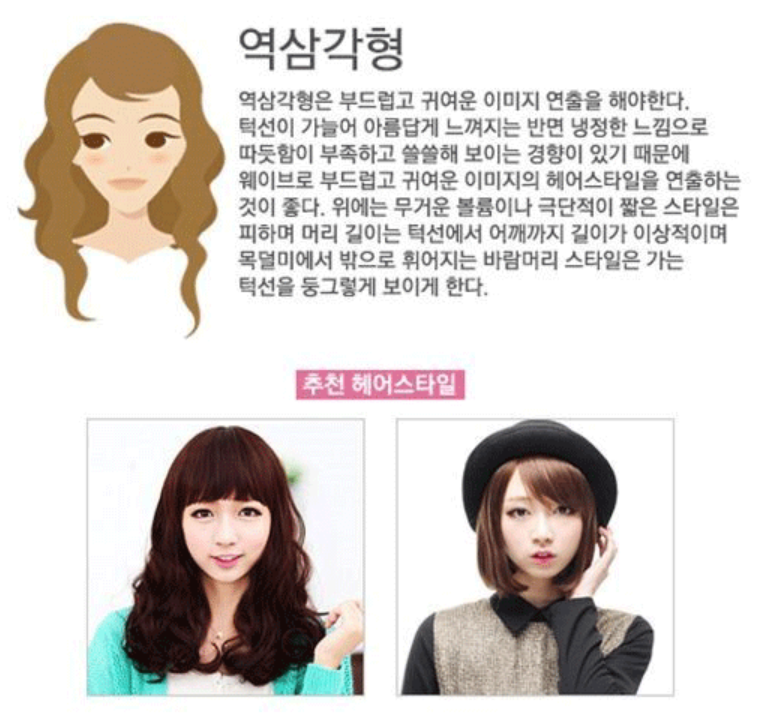 역삼각형
역삼각형은 부드럽고 귀여운 이미지 연출을 해야한다.
턱선이 가늘어 아름답게 느껴지는 반면 냉정한 느낌으로
따듯함이 부족하고 쓸쓸해 보이는 경향이 있기 때문에
웨이브로 부드럽고 귀여운 이미지의 헤어스타일을 연출하는
것이 좋다. 위에는 무거운 볼륨이나 극단적이 짧은 스타일은
피하며 머리 길이는 턱선에서 어깨까지 길이가 이상적이며
목덜미에서 밖으로 휘어지는 바람머리 스타일은 가는
턱선을 둥그렇게 보이게 한다.
추천 헤어스타일